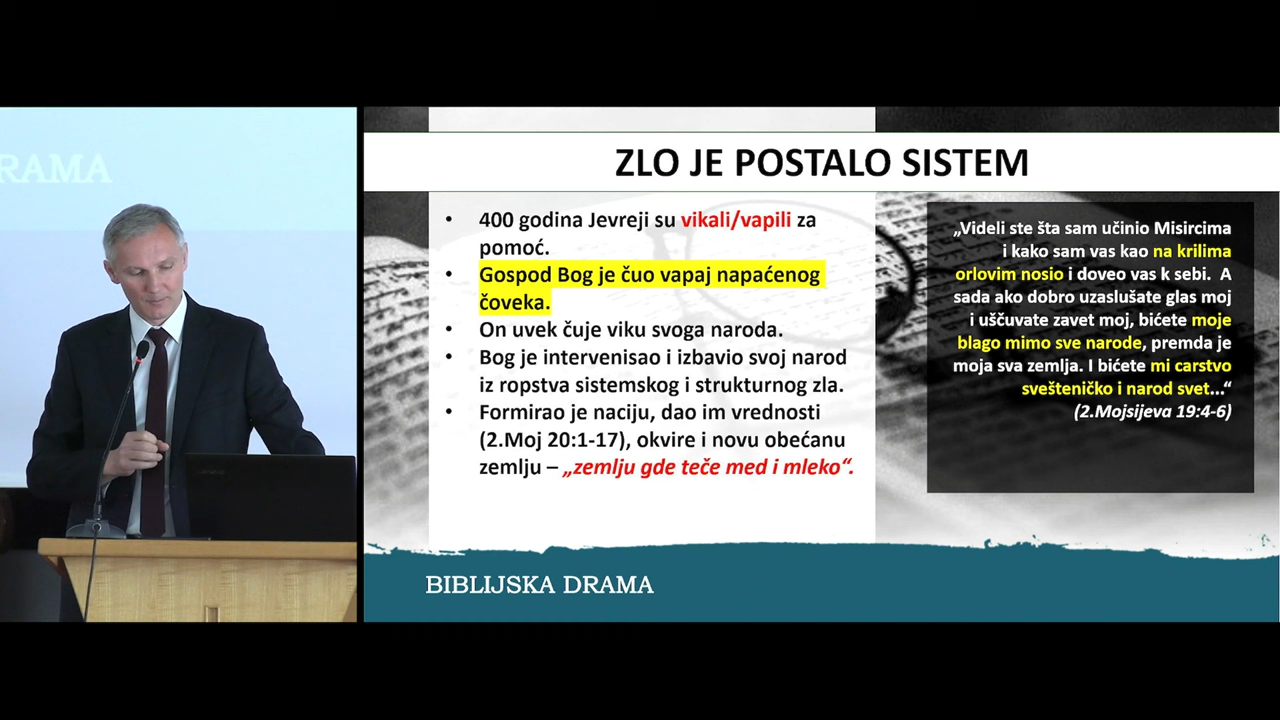 RAMA
ZLO JE POSTALO SISTEM
• 400 godina Jevreji su vikali/vapili za
pomoć.
• Gospod Bog je čuo vapaj napaćenog
čoveka.
• On uvek čuje viku svoga naroda.
• Bog je intervenisao i izbavio svoj narod
iz ropstva sistemskog i strukturnog zla.
• Formirao je naciju, dao im vrednosti
(2.Moj 20:1-17), okvire i novu obećanu
zemlju – „zemlju gde teče med i mleko“.
„Videli ste šta sam učinio Misircima
i kako sam vas kao na krilima
orlovim nosio i doveo vas k sebi. A
sada ako dobro uzaslušate glas moj
i uščuvate zavet moj, bićete moje
blago mimo sve narode, premda je
moja sva zemlja. I bićete mi carstvo
svešteničko i narod svet...“
(2.Mojsijeva 19:4-6)
BIBLIJSKA DRAMA